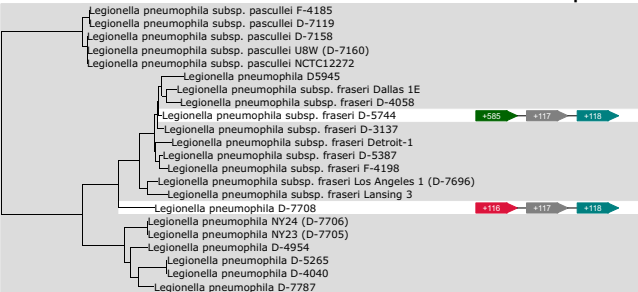 Legionella pneumophila subsp. pascullei F-4185
Legionella pneumophila subsp. pascullei D-7119
Legionella pneumophila subsp. pascullei D-7158
Legionella pneumophila subsp. pascullei U8W (D-7160)
Legionella pneumophila subsp. pascullei NCTC12272
Legionella pneumophila D5945
Legionella pneumophila subsp. fraseri Dallas 1E
Legionella pneumophila subsp. fraseri D-4058
Legionella pneumophila subsp. fraseri D-5744 +585 +117 +118
Legionella pneumophila subsp. fraseri D-3137
Legionella pneumophila subsp. fraseri Detroit-1
Legionella pneumophila subsp. fraseri D-5387
Legionella pneumophila subsp. fraseri F-4198
Legionella pneumophila subsp. fraseri Los Angeles 1 (D-7696)
Legionella pneumophila subsp. fraseri Lansing 3
Legionella pneumophila D-7708 +116 +117 +118
Legionella pneumophila NY24 (D-7706)
Legionella pneumophila NY23 (D-7705)
Legionella pneumophila D-4954
Legionella pneumophila D-5265
Legionella pneumophila D-4040
Legionella pneumophila D-7787